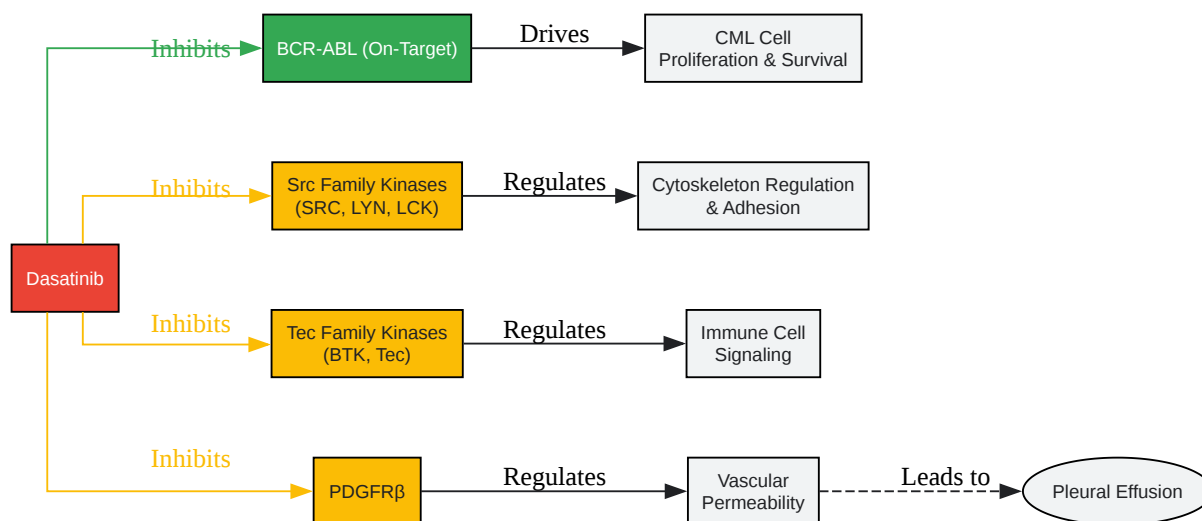 Inhibits
BCR-ABL (On-Target)
Drives
CML Cell
Proliferation & Survival
Inhibits
Src Family Kinases
(SRC, LYN, LCK)
Regulates
Cytoskeleton Regulation
& Adhesion
Dasatinib
Inhibits
Tec Family Kinases
(BTK, Tec)
Regulates
Immune Cell
Signaling
Inhibits
PDGFRβ
Regulates
Vascular
Permeability
Leads to
Pleural Effusion